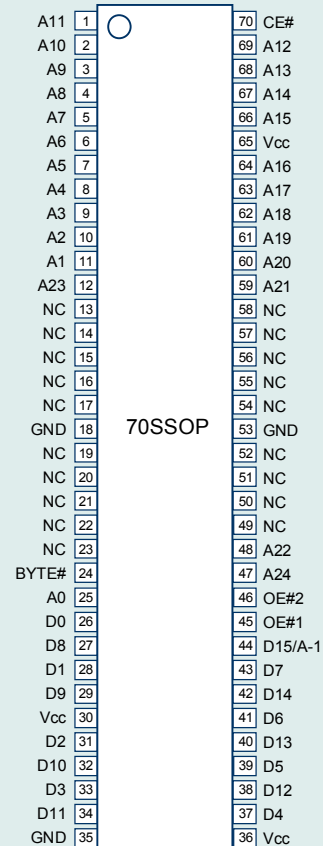 A11 1 70 CE#
A10 2 69 A12
A9 3 68 A13
A8 4 67 A14
A7 5 66 A15
A6 6 65 Vcc
A5 7 64 A16
A4 8 63 A17
A3 9 62 A18
A2 10 61 A19
A1 11 60 A20
A23 12 59 A21
NC 13 58 NC
NC 14 57 NC
NC 15 56 NC
NC 16 55 NC
NC 17 54 NC
GND 18 70SSOP 53 GND
NC 19 52 NC
NC 20 51 NC
NC 21 50 NC
NC 22 49 NC
NC 23 48 A22
BYTE# 24 47 A24
A0 25 46 OE#2
D0 26 45 OE#1
D8 27 44 D15/A-1
D1 28 43 D7
D9 29 42 D14
Vcc 30 41 D6
D2 31 40 D13
D10 32 39 D5
D3 33 38 D12
D11 34 37 D4
GND 35 36 Vcc